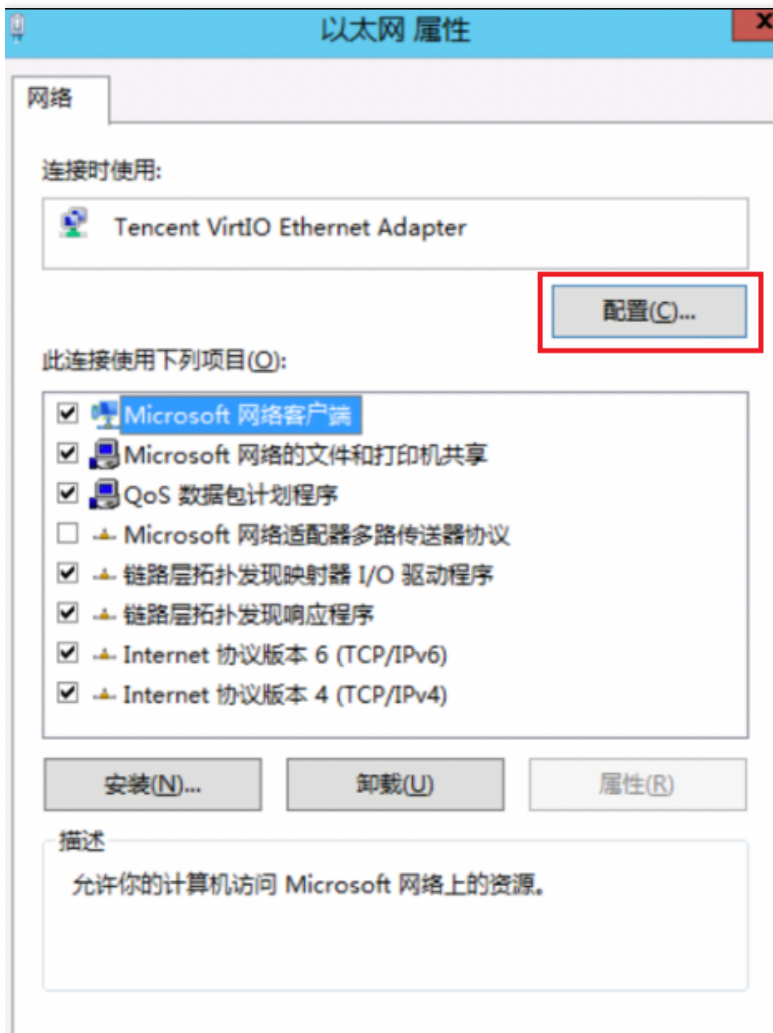 以太网 属性
x
网络
连接时使用:
Tencent VirtIO Ethernet Adapter
配置(C)...
此连接使用下列项目(O):
Microsoft 网络客户端
Microsoft 网络的文件和打印机共享
QoS 数据包计划程序
Microsoft 网络适配器多路传送器协议
链路层拓扑发现映射器 I/O 驱动程序
链路层拓扑发现响应程序
Internet 协议版本 6 (TCP/IPv6)
Internet 协议版本 4 (TCP/IPv4)
安装(N)... 卸载(U) 属性(R)
描述
允许你的计算机访问 Microsoft 网络上的资源。